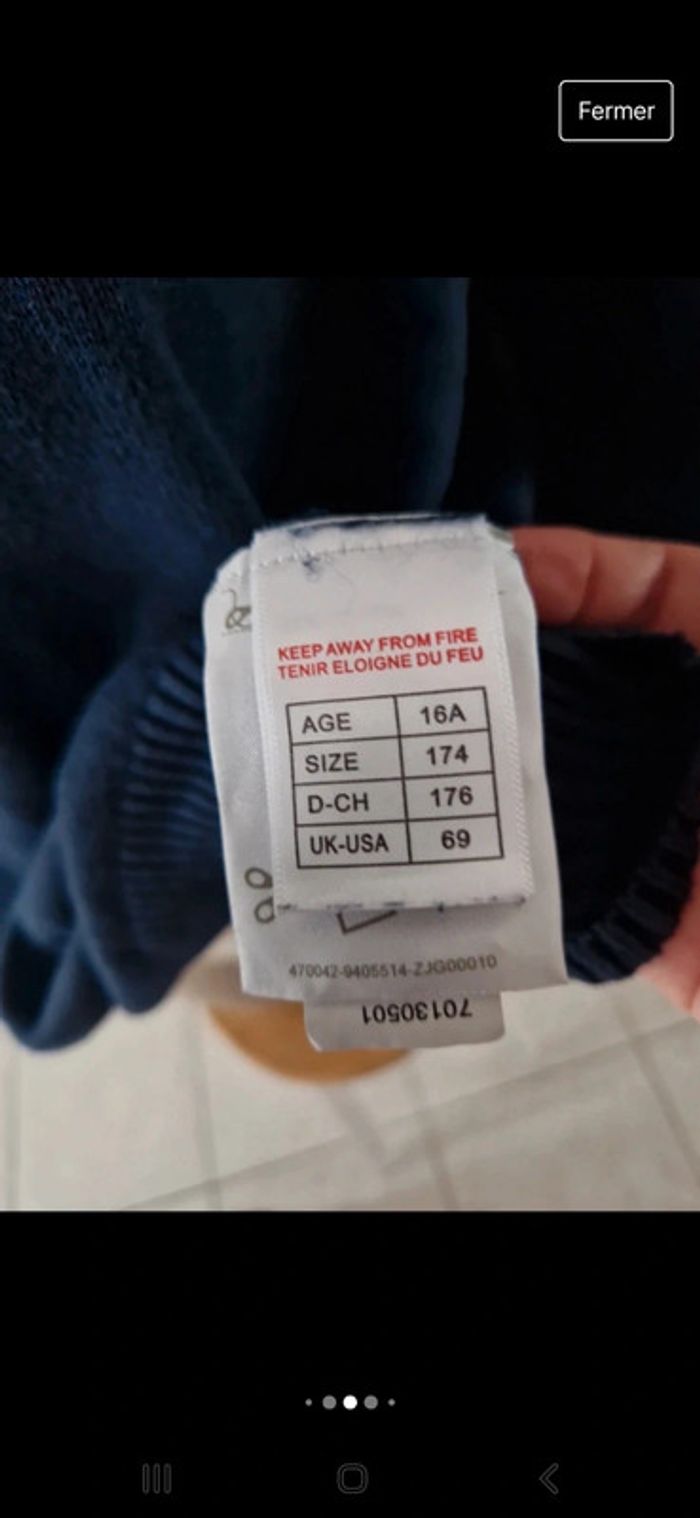 Fermer
KEEP AWAY FROM FIRE
TENIR ELOIGNE DU FEU
AGE 16A
SIZE 174
D-CH 176
UK-USA 69
470042-9405514-ZJG00010
70130501